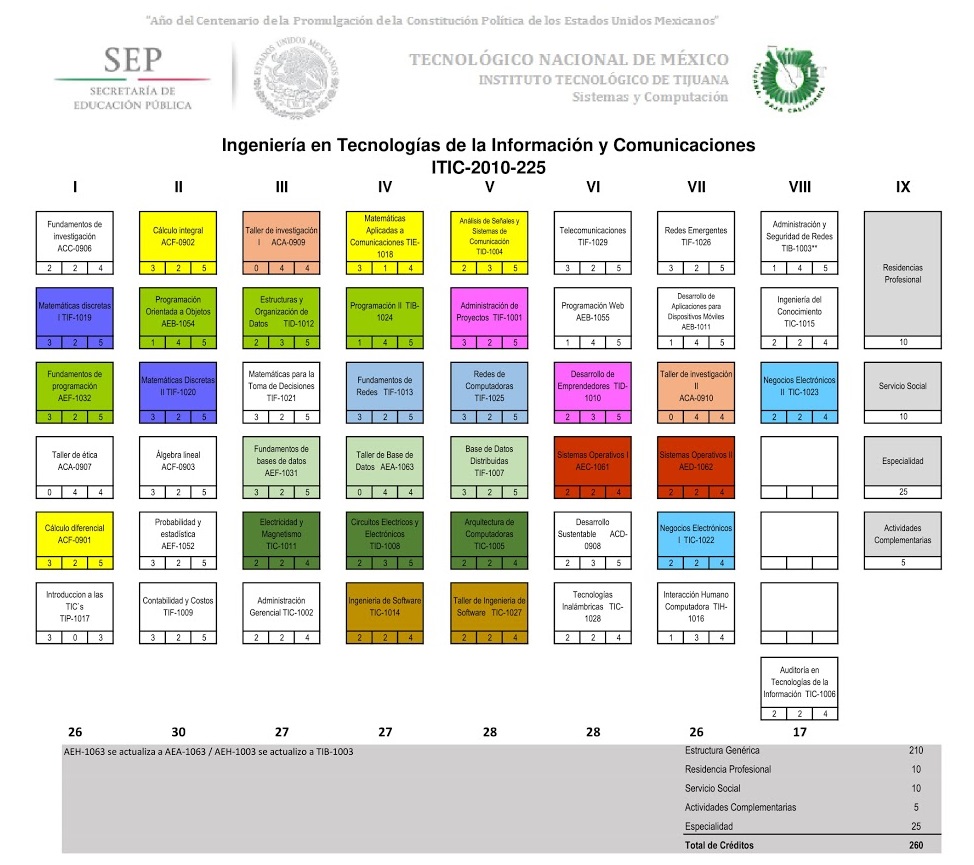 “Año del Centenario de la Promulgación de la Constitución Política de los Estados Unidos Mexicanos”
SEP
SECRETARÍA DE
EDUCACIÓN PÚBLICA
ESTADOS UNIDOS MEXICANOS
TECNOLÓGICO NACIONAL DE MÉXICO
INSTITUTO TECNOLÓGICO DE TIJUANA
Sistemas y Computación
TIJUANA, BAJA CALIFORNIA
Ingeniería en Tecnologías de la Información y Comunicaciones
ITIC-2010-225
I II III IV V VI VII VIII IX
Fundamentos de
investigación
ACC-0906
2 2 4
Cálculo integral
ACF-0902
3 2 5
Taller de investigación
I ACA-0909
0 4 4
Matemáticas
Aplicadas a
Comunicaciones TIE-
1018
3 1 4
Análisis de Señales y
Sistemas de
Comunicación
TID-1004
2 3 5
Telecomunicaciones
TIF-1029
3 2 5
Redes Emergentes
TIF-1026
3 2 5
Administración y
Seguridad de Redes
TIB-1003**
1 4 5
Residencias
Profesional
10
Matemáticas discretas
I TIF-1019
3 2 5
Programación
Orientada a Objetos
AEB-1054
1 4 5
Estructuras y
Organización de
Datos TID-1012
2 3 5
Programación II TIB-
1024
1 4 5
Administración de
Proyectos TIF-1001
3 2 5
Programación Web
AEB-1055
1 4 5
Desarrollo de
Aplicaciones para
Dispositivos Móviles
AEB-1011
1 4 5
Ingeniería del
Conocimiento
TIC-1015
2 2 4
Fundamentos de
programación
AEF-1032
3 2 5
Matemáticas Discretas
II TIF-1020
3 2 5
Matemáticas para la
Toma de Decisiones
TIF-1021
3 2 5
Fundamentos de
Redes TIF-1013
3 2 5
Redes de
Computadoras
TIF-1025
3 2 5
Desarrollo de
Emprendedores TID-
1010
2 3 5
Taller de investigación
II
ACA-0910
0 4 4
Negocios Electrónicos
II TIC-1023
2 2 4
Servicio Social
10
Taller de ética
ACA-0907
0 4 4
Álgebra lineal
ACF-0903
3 2 5
Fundamentos de
bases de datos
AEF-1031
3 2 5
Taller de Base de
Datos AEA-1063
0 4 4
Base de Datos
Distribuidas
TIF-1007
3 2 5
Sistemas Operativos I
AEC-1061
2 2 4
Sistemas Operativos II
AED-1062
2 2 4
Especialidad
25
Cálculo diferencial
ACF-0901
3 2 5
Probabilidad y
estadística
AEF-1052
3 2 5
Electricidad y
Magnetismo
TIC-1011
2 2 4
Circuitos Electricos y
Electrónicos
TID-1008
2 3 5
Arquitectura de
Computadoras
TIC-1005
2 2 4
Desarrollo
Sustentable ACD-
0908
2 3 5
Negocios Electrónicos
I TIC-1022
2 2 4
Actividades
Complementarias
5
Introduccion a las
TIC´s
TIP-1017
3 0 3
Contabilidad y Costos
TIF-1009
3 2 5
Administración
Gerencial TIC-1002
2 2 4
Ingeniería de Software
TIC-1014
2 2 4
Taller de Ingeniería de
Software TIC-1027
2 2 4
Tecnologías
Inalámbricas TIC-
1028
2 2 4
Interacción Humano
Computadora TIH-
1016
1 3 4
Auditoría en
Tecnologías de la
Información TIC-1006
2 2 4
26 30 27 27 28 28 26 17
AEH-1063 se actualiza a AEA-1063 / AEH-1003 se actualizo a TIB-1003
Estructura Genérica 210
Residencia Profesional 10
Servicio Social 10
Actividades Complementarias 5
Especialidad 25
Total de Créditos 260